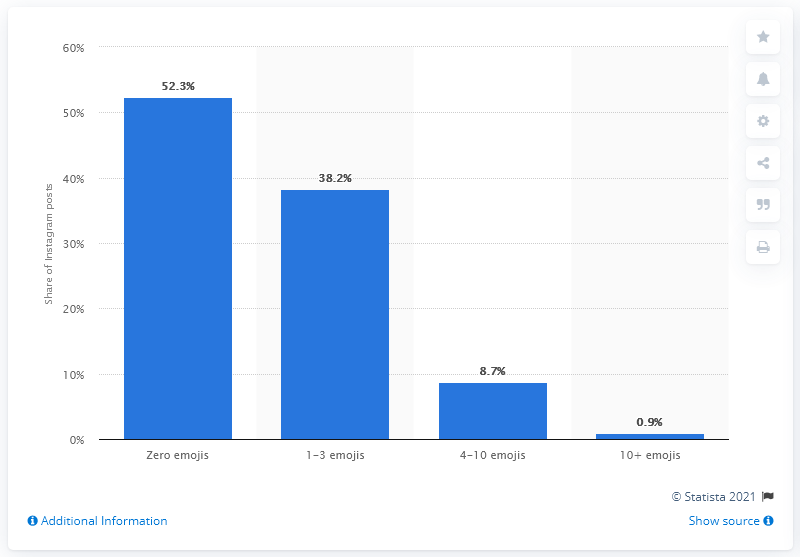 60%
52.3%
50%
40%
38.2%
Share of Instagram posts
30%
20%
10%
8.7%
0.9%
0%
Zero emojis
1–3 emojis
4–10 emojis
10+ emojis
© Statista 2021
Additional Information
Show source